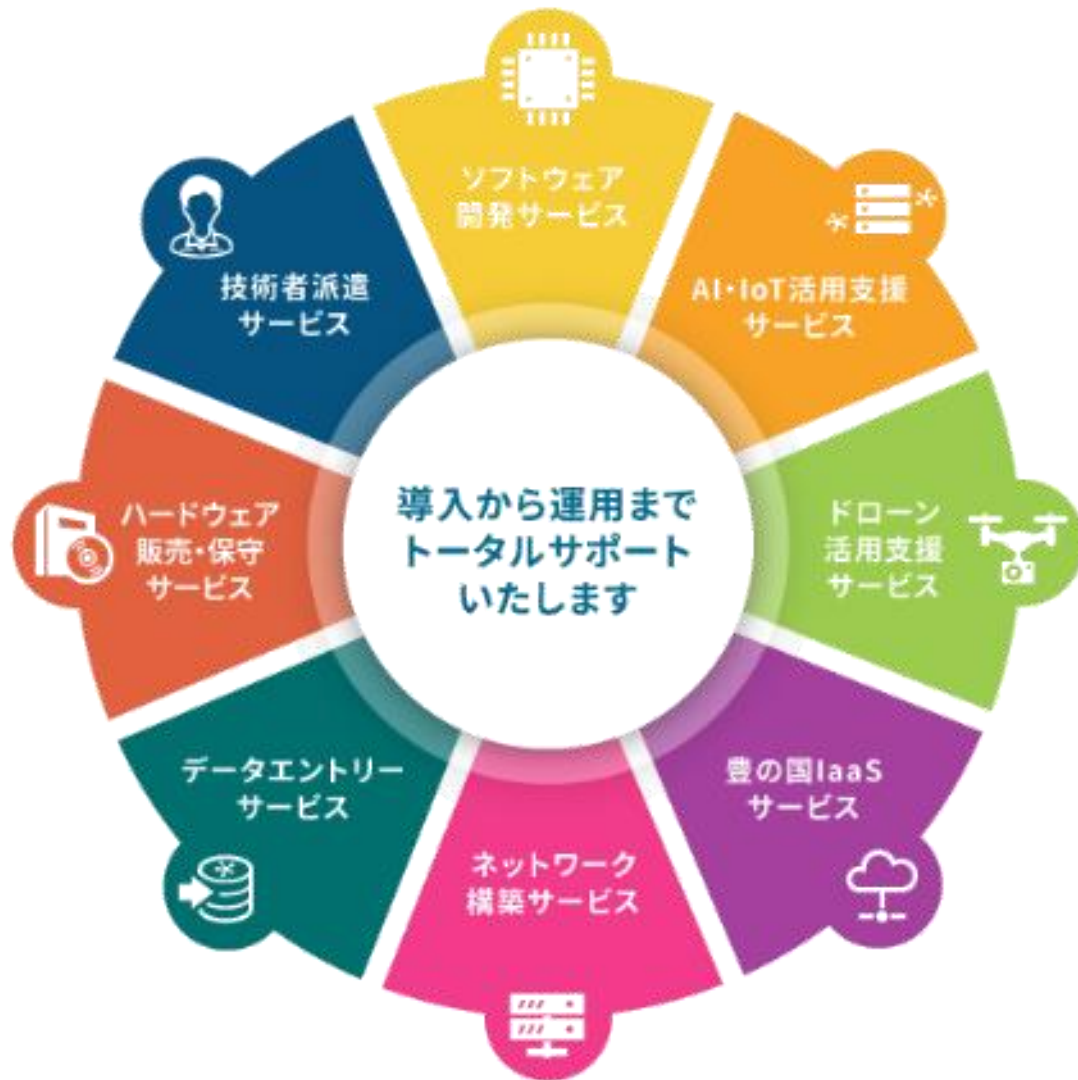 ソフトウェア
開発サービス
AI・IoT活用支援
サービス
ドローン
活用支援
サービス
豊の国IaaS
サービス
ネットワーク
構築サービス
データエントリー
サービス
ハードウェア
販売・保守
サービス
技術者派遣
サービス
導入から運用まで
トータルサポート
いたします